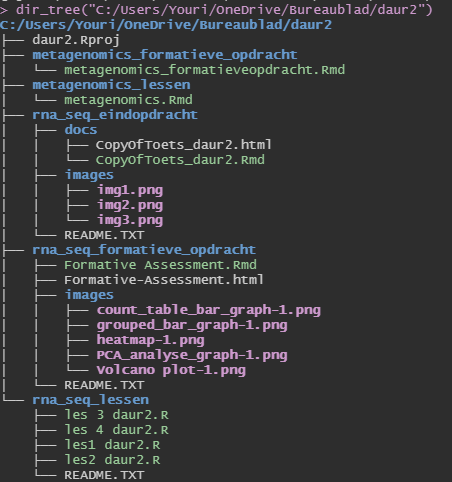 > dir_tree("C:/Users/Youri/OneDrive/Bureaublad/daur2")
C:/Users/Youri/OneDrive/Bureaublad/daur2
├── daur2.Rproj
├── metagenomics_formatieve_opdracht
│   └── metagenomics_formatieveopdracht.Rmd
├── metagenomics_lessen
│   └── metagenomics.Rmd
├── rna_seq_eindopdracht
│   ├── docs
│   │   ├── CopyOfToets_daur2.html
│   │   └── CopyOfToets_daur2.Rmd
│   ├── images
│   │   ├── img1.png
│   │   ├── img2.png
│   │   └── img3.png
│   └── README.TXT
├── rna_seq_formatieve_opdracht
│   ├── Formative Assessment.Rmd
│   ├── Formative-Assessment.html
│   ├── images
│   │   ├── count_table_bar_graph-1.png
│   │   ├── grouped_bar_graph-1.png
│   │   ├── heatmap-1.png
│   │   ├── PCA_analyse_graph-1.png
│   │   └── Volcano plot-1.png
│   └── README.TXT
└── rna_seq_lessen
    ├── les 3 daur2.R
    ├── les 4 daur2.R
    ├── les1 daur2.R
    ├── les2 daur2.R
    └── README.TXT